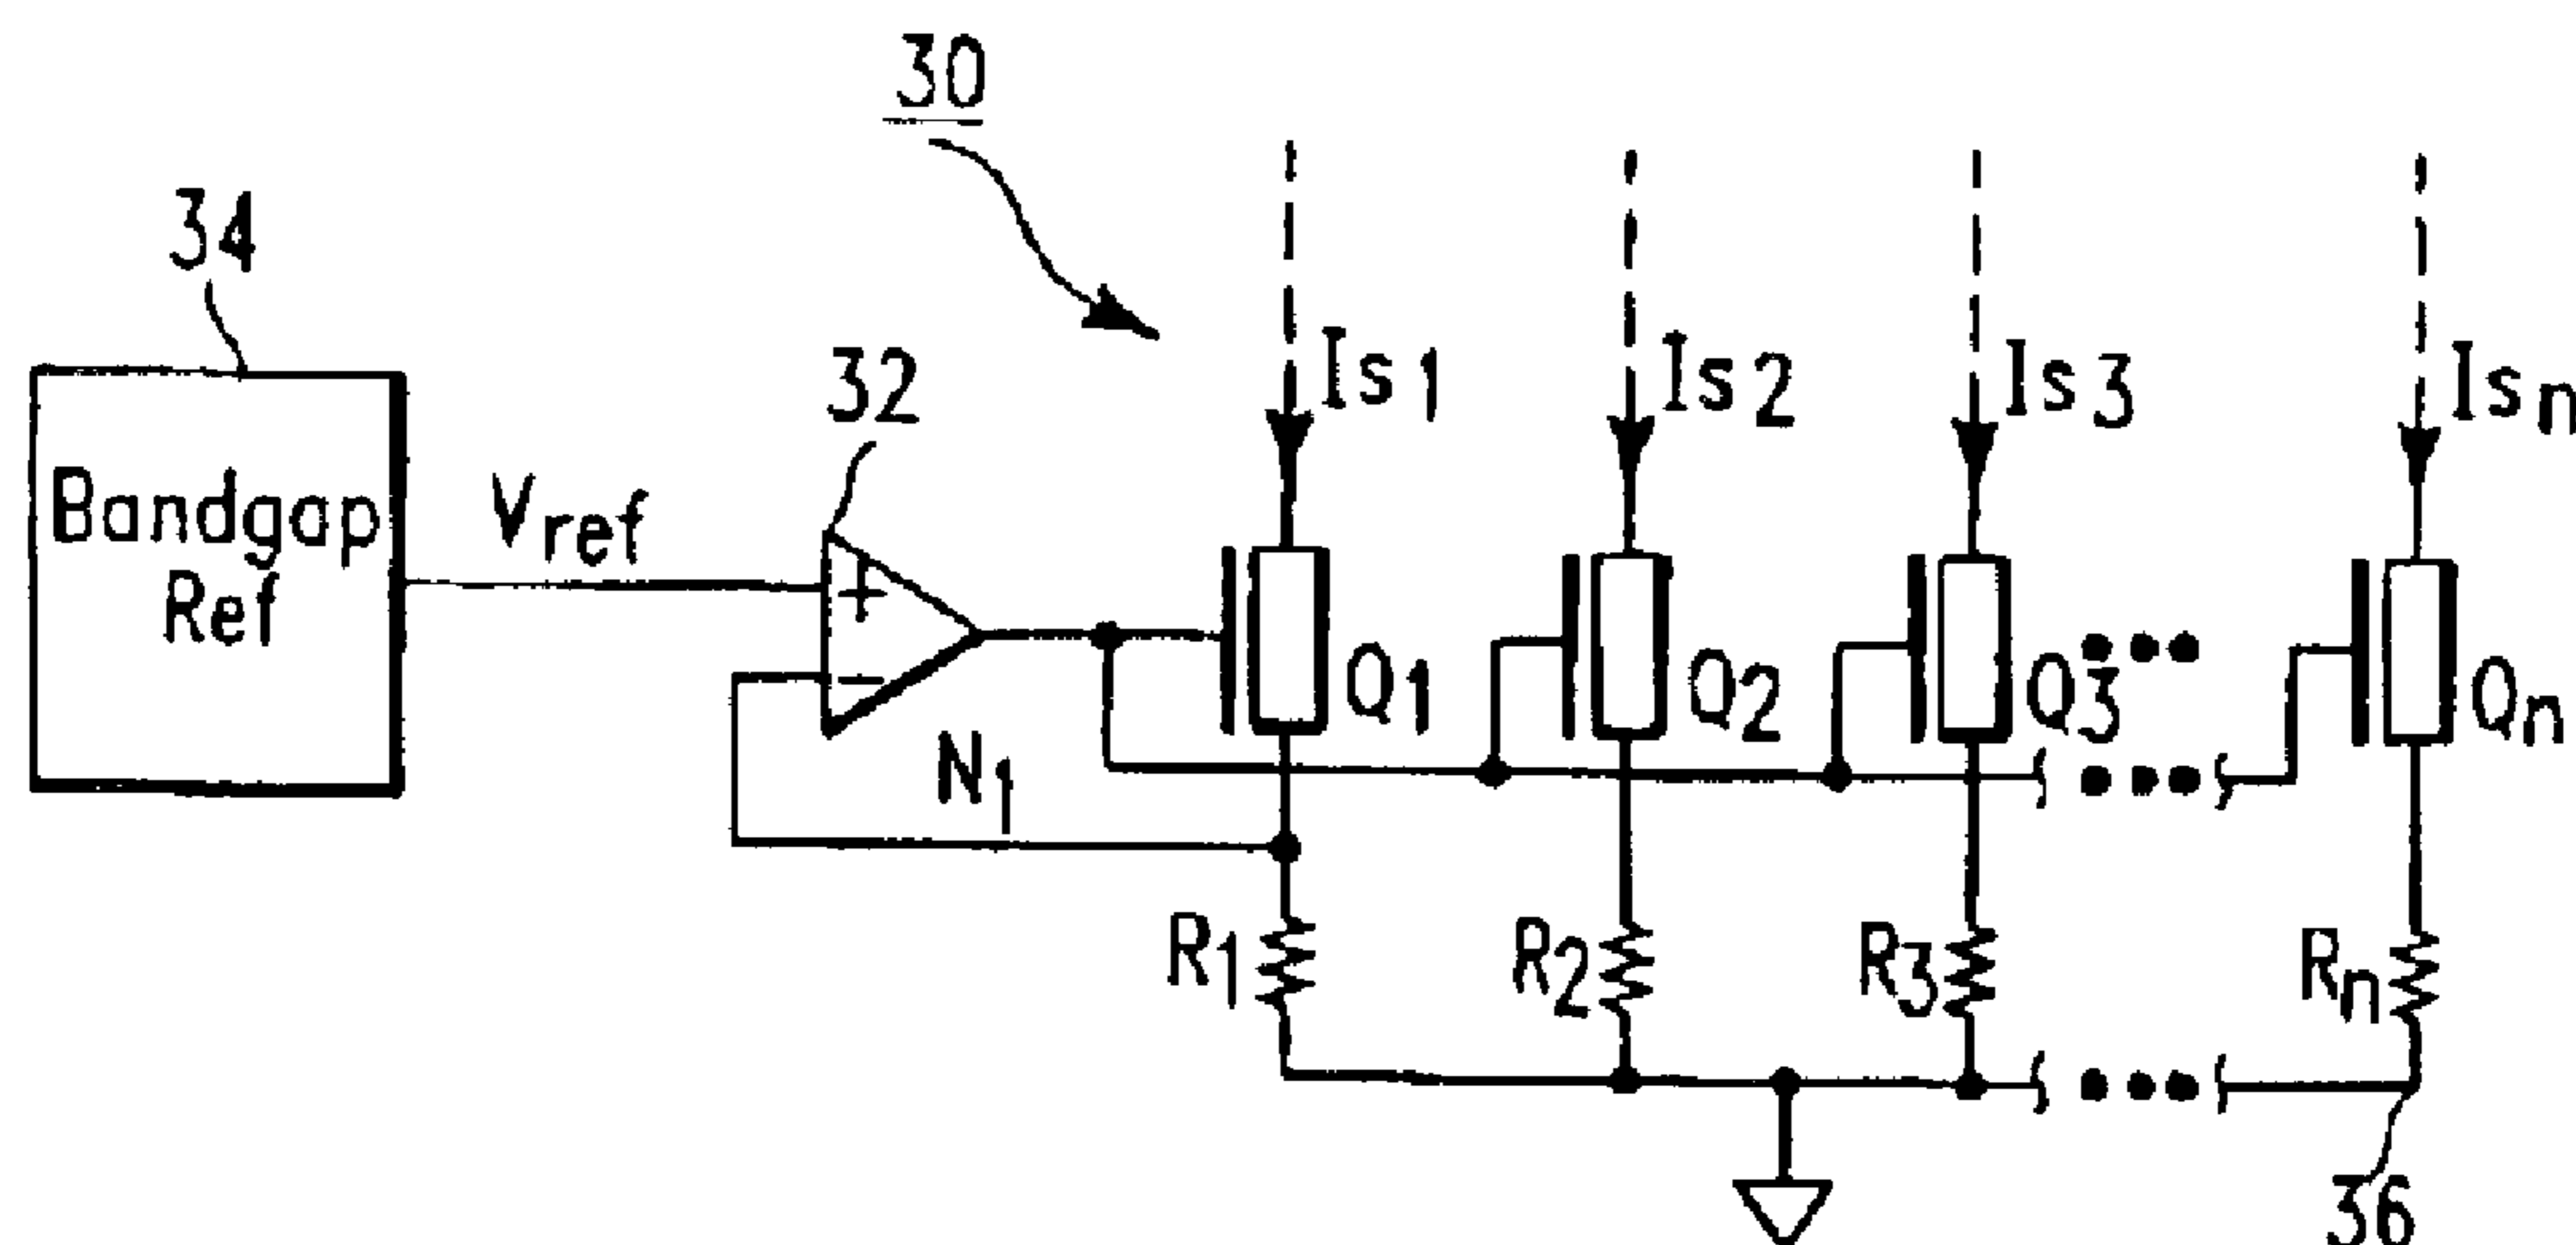 30
34
32
Is1
Is2
Is3
Isn
Bandgap
Ref
Vref
+
−
Q1
Q2
Q3
Qn
N1
R1
R2
R3
Rn
36